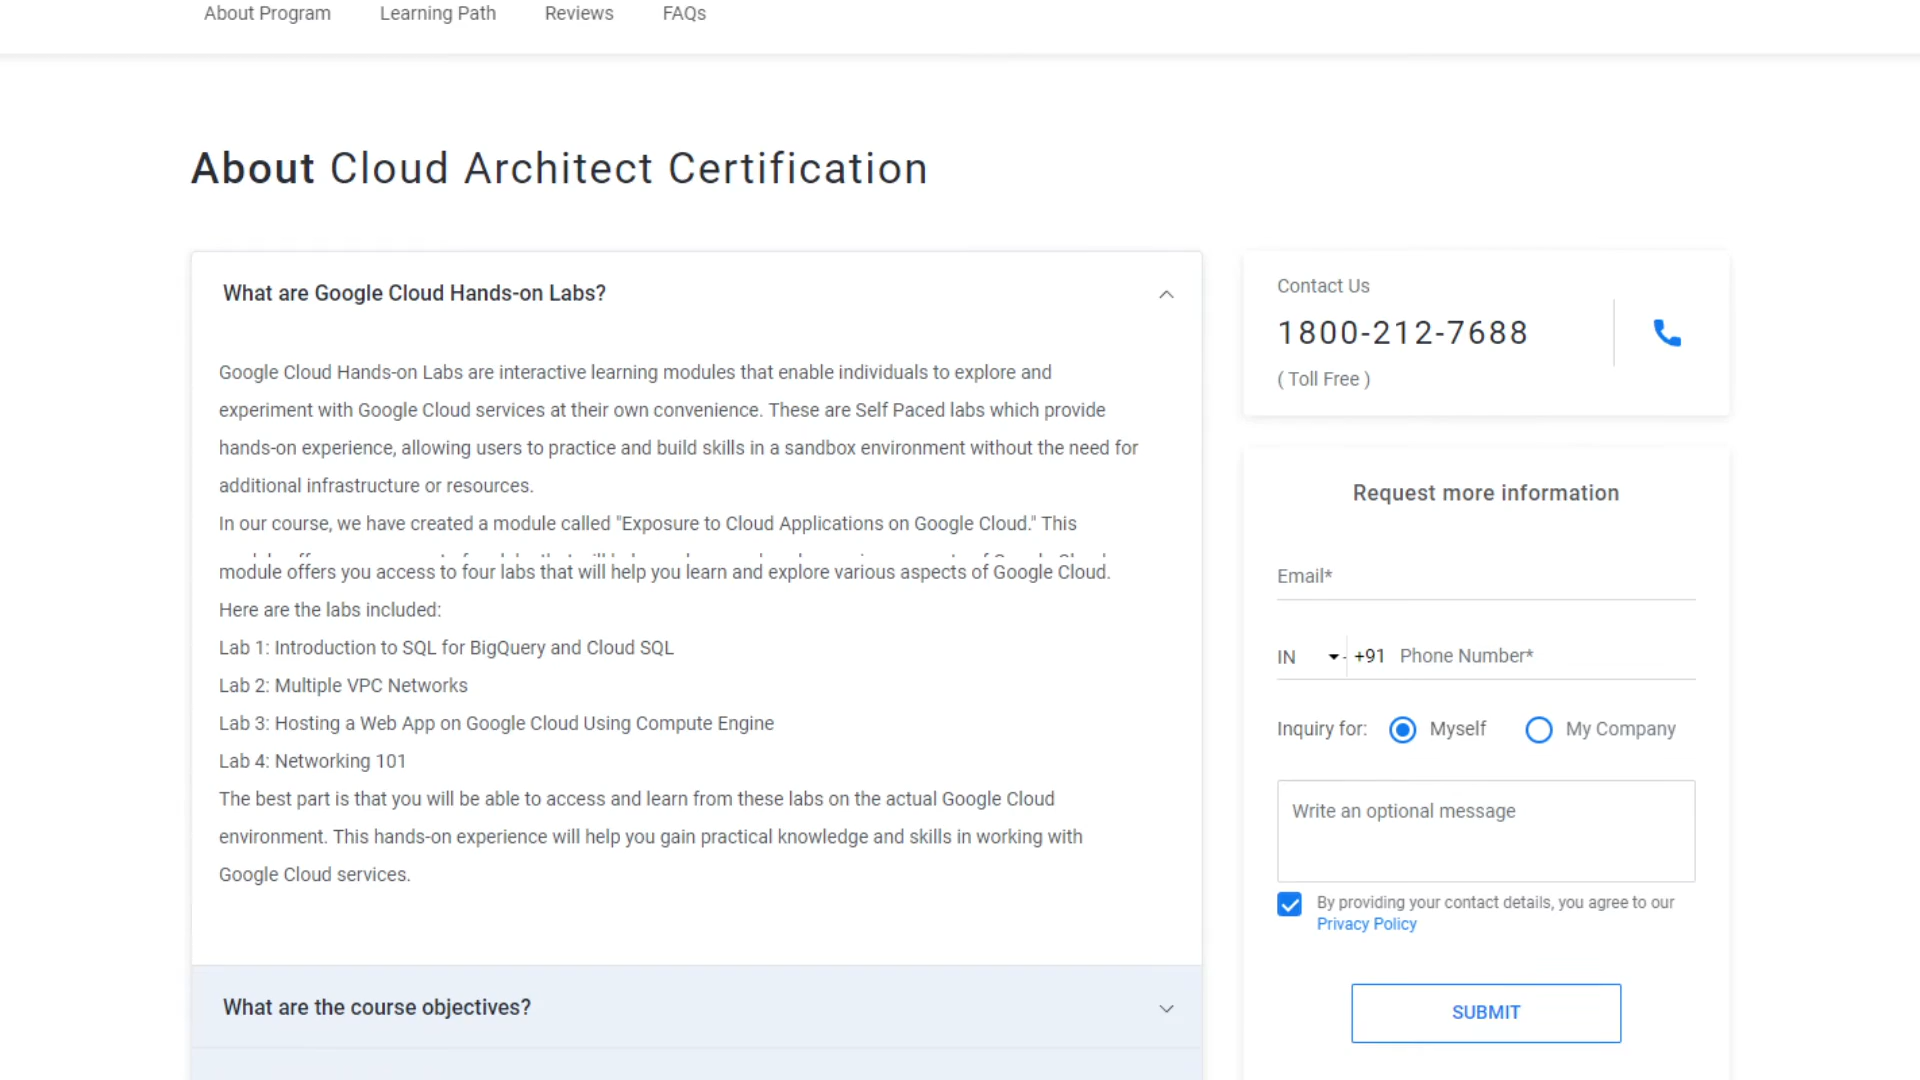 About Program Learning Path Reviews FAQs
About Cloud Architect Certification
What are Google Cloud Hands-on Labs?
Google Cloud Hands-on Labs are interactive learning modules that enable individuals to explore and
experiment with Google Cloud services at their own convenience. These are Self Paced labs which provide
hands-on experience, allowing users to practice and build skills in a sandbox environment without the need for
additional infrastructure or resources.
In our course, we have created a module called "Exposure to Cloud Applications on Google Cloud." This
module offers you access to four labs that will help you learn and explore various aspects of Google Cloud.
Here are the labs included:
Lab 1: Introduction to SQL for BigQuery and Cloud SQL
Lab 2: Multiple VPC Networks
Lab 3: Hosting a Web App on Google Cloud Using Compute Engine
Lab 4: Networking 101
The best part is that you will be able to access and learn from these labs on the actual Google Cloud
environment. This hands-on experience will help you gain practical knowledge and skills in working with
Google Cloud services.
What are the course objectives?
Contact Us
1800-212-7688
( Toll Free )
Request more information
Email*
IN - +91 Phone Number*
Inquiry for: Myself My Company
Write an optional message
By providing your contact details, you agree to our
Privacy Policy
SUBMIT